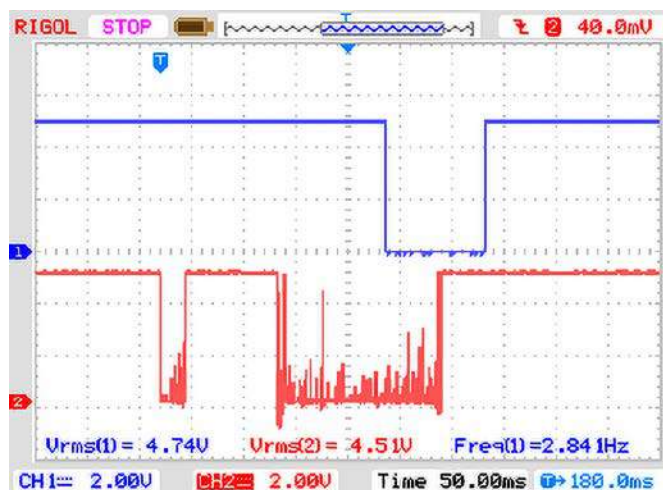 RIGOL STOP T 2 40.0mV
T
1
2
Vrms(1)= 4.74V Vrms(2)= 4.51V Freq(1)=2.841Hz
CH1 2.00V CH2 2.00V Time 50.00ms T→180.0ms